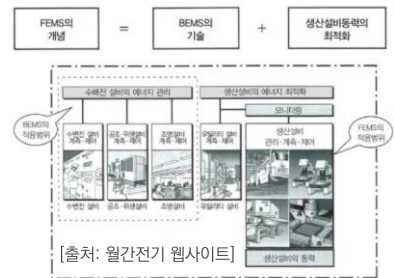 FEMS의
개념
=
BEMS의
기술
+
생산설비동력의
최적화
수배전 설비의 에너지 관리
생산설비의 에너지 최적화
모니터링
BEMS의
적용범위
FEMS의
적용범위
수변전 설비
계측·제어
공조·위생설비
계측·제어
조명설비
계측·제어
유틸리티 설비
계측·제어
생산설비
관리·계측·제어
수변전 설비
공조·위생설비
조명설비
유틸리티 설비
생산설비의 동력
[출처: 월간전기 웹사이트]